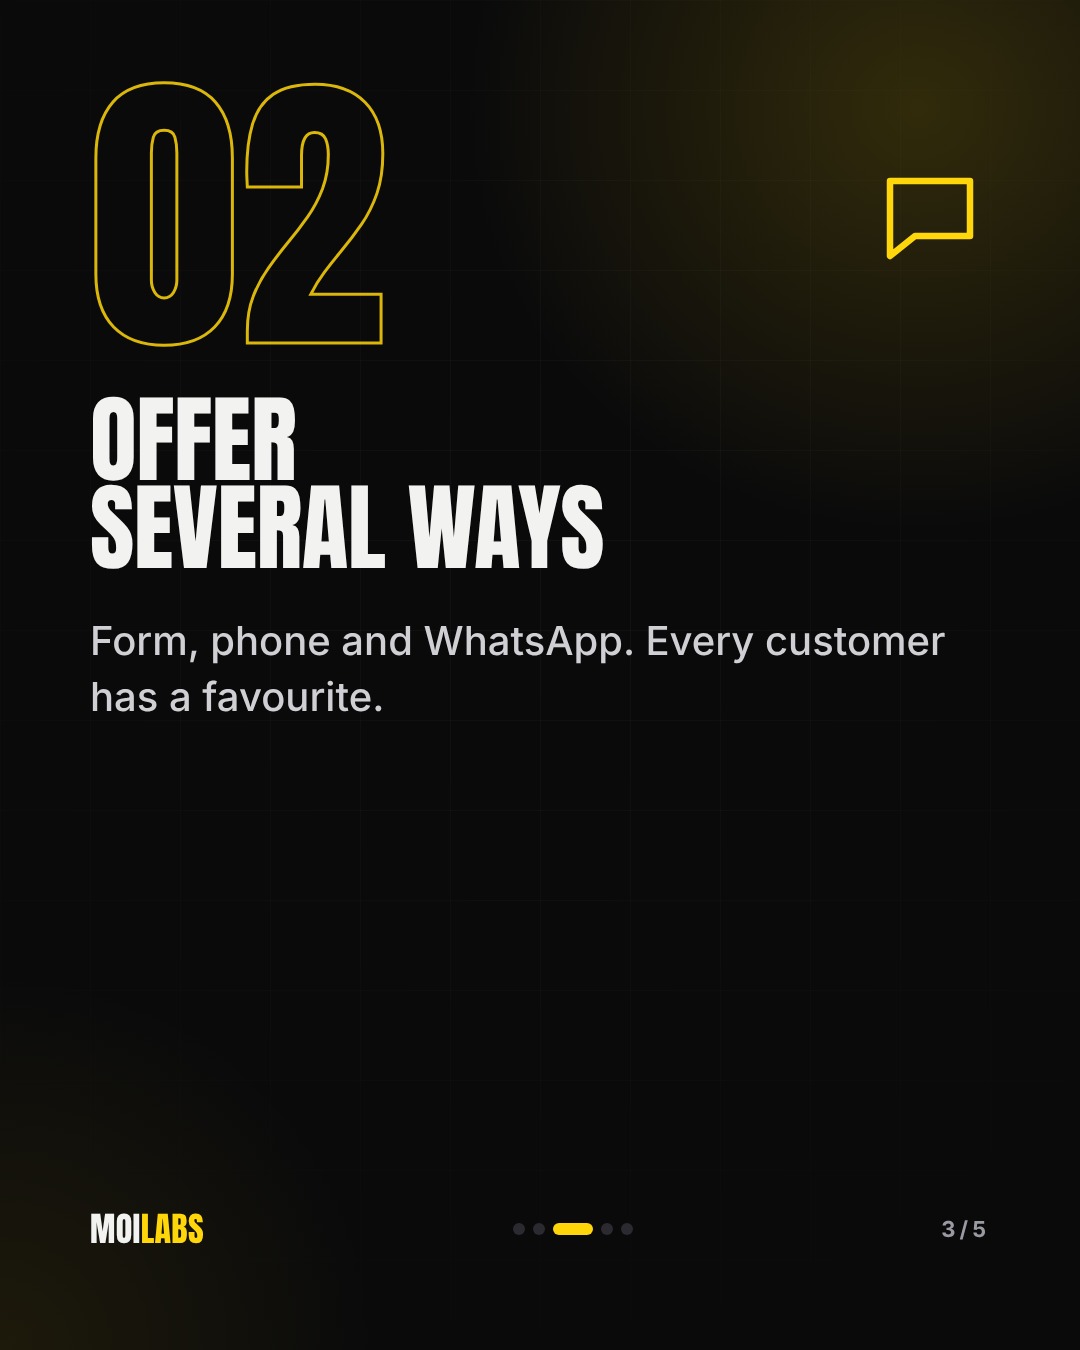 02
OFFER
SEVERAL WAYS
Form, phone and WhatsApp. Every customer
has a favourite.
MOILABS
3 / 5